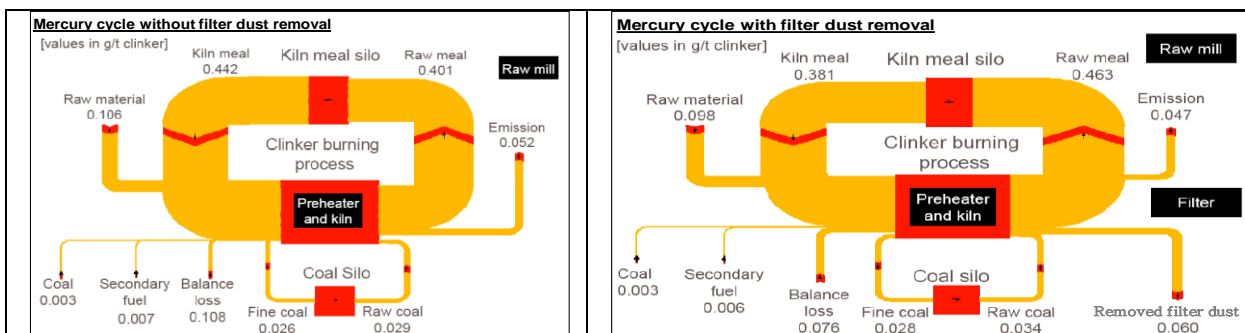 Mercury cycle without filter dust removal
[values in g/t clinker]
Kiln meal
0.442
Kiln meal silo
Raw meal
0.401
Raw mill
Raw material
0.106
Emission
0.052
Clinker burning
process
Preheater
and kiln
Coal
0.003
Secondary
fuel
0.007
Balance
loss
0.108
Coal Silo
Fine coal
0.026
Raw coal
0.029
Mercury cycle with filter dust removal
[values in g/t clinker]
Kiln meal
0.381
Kiln meal silo
Raw meal
0.463
Raw mill
Raw material
0.098
Emission
0.047
Clinker burning
process
Preheater
and kiln
Filter
Coal
0.003
Secondary
fuel
0.006
Balance
loss
0.076
Coal silo
Fine coal
0.028
Raw coal
0.034
Removed filter dust
0.060